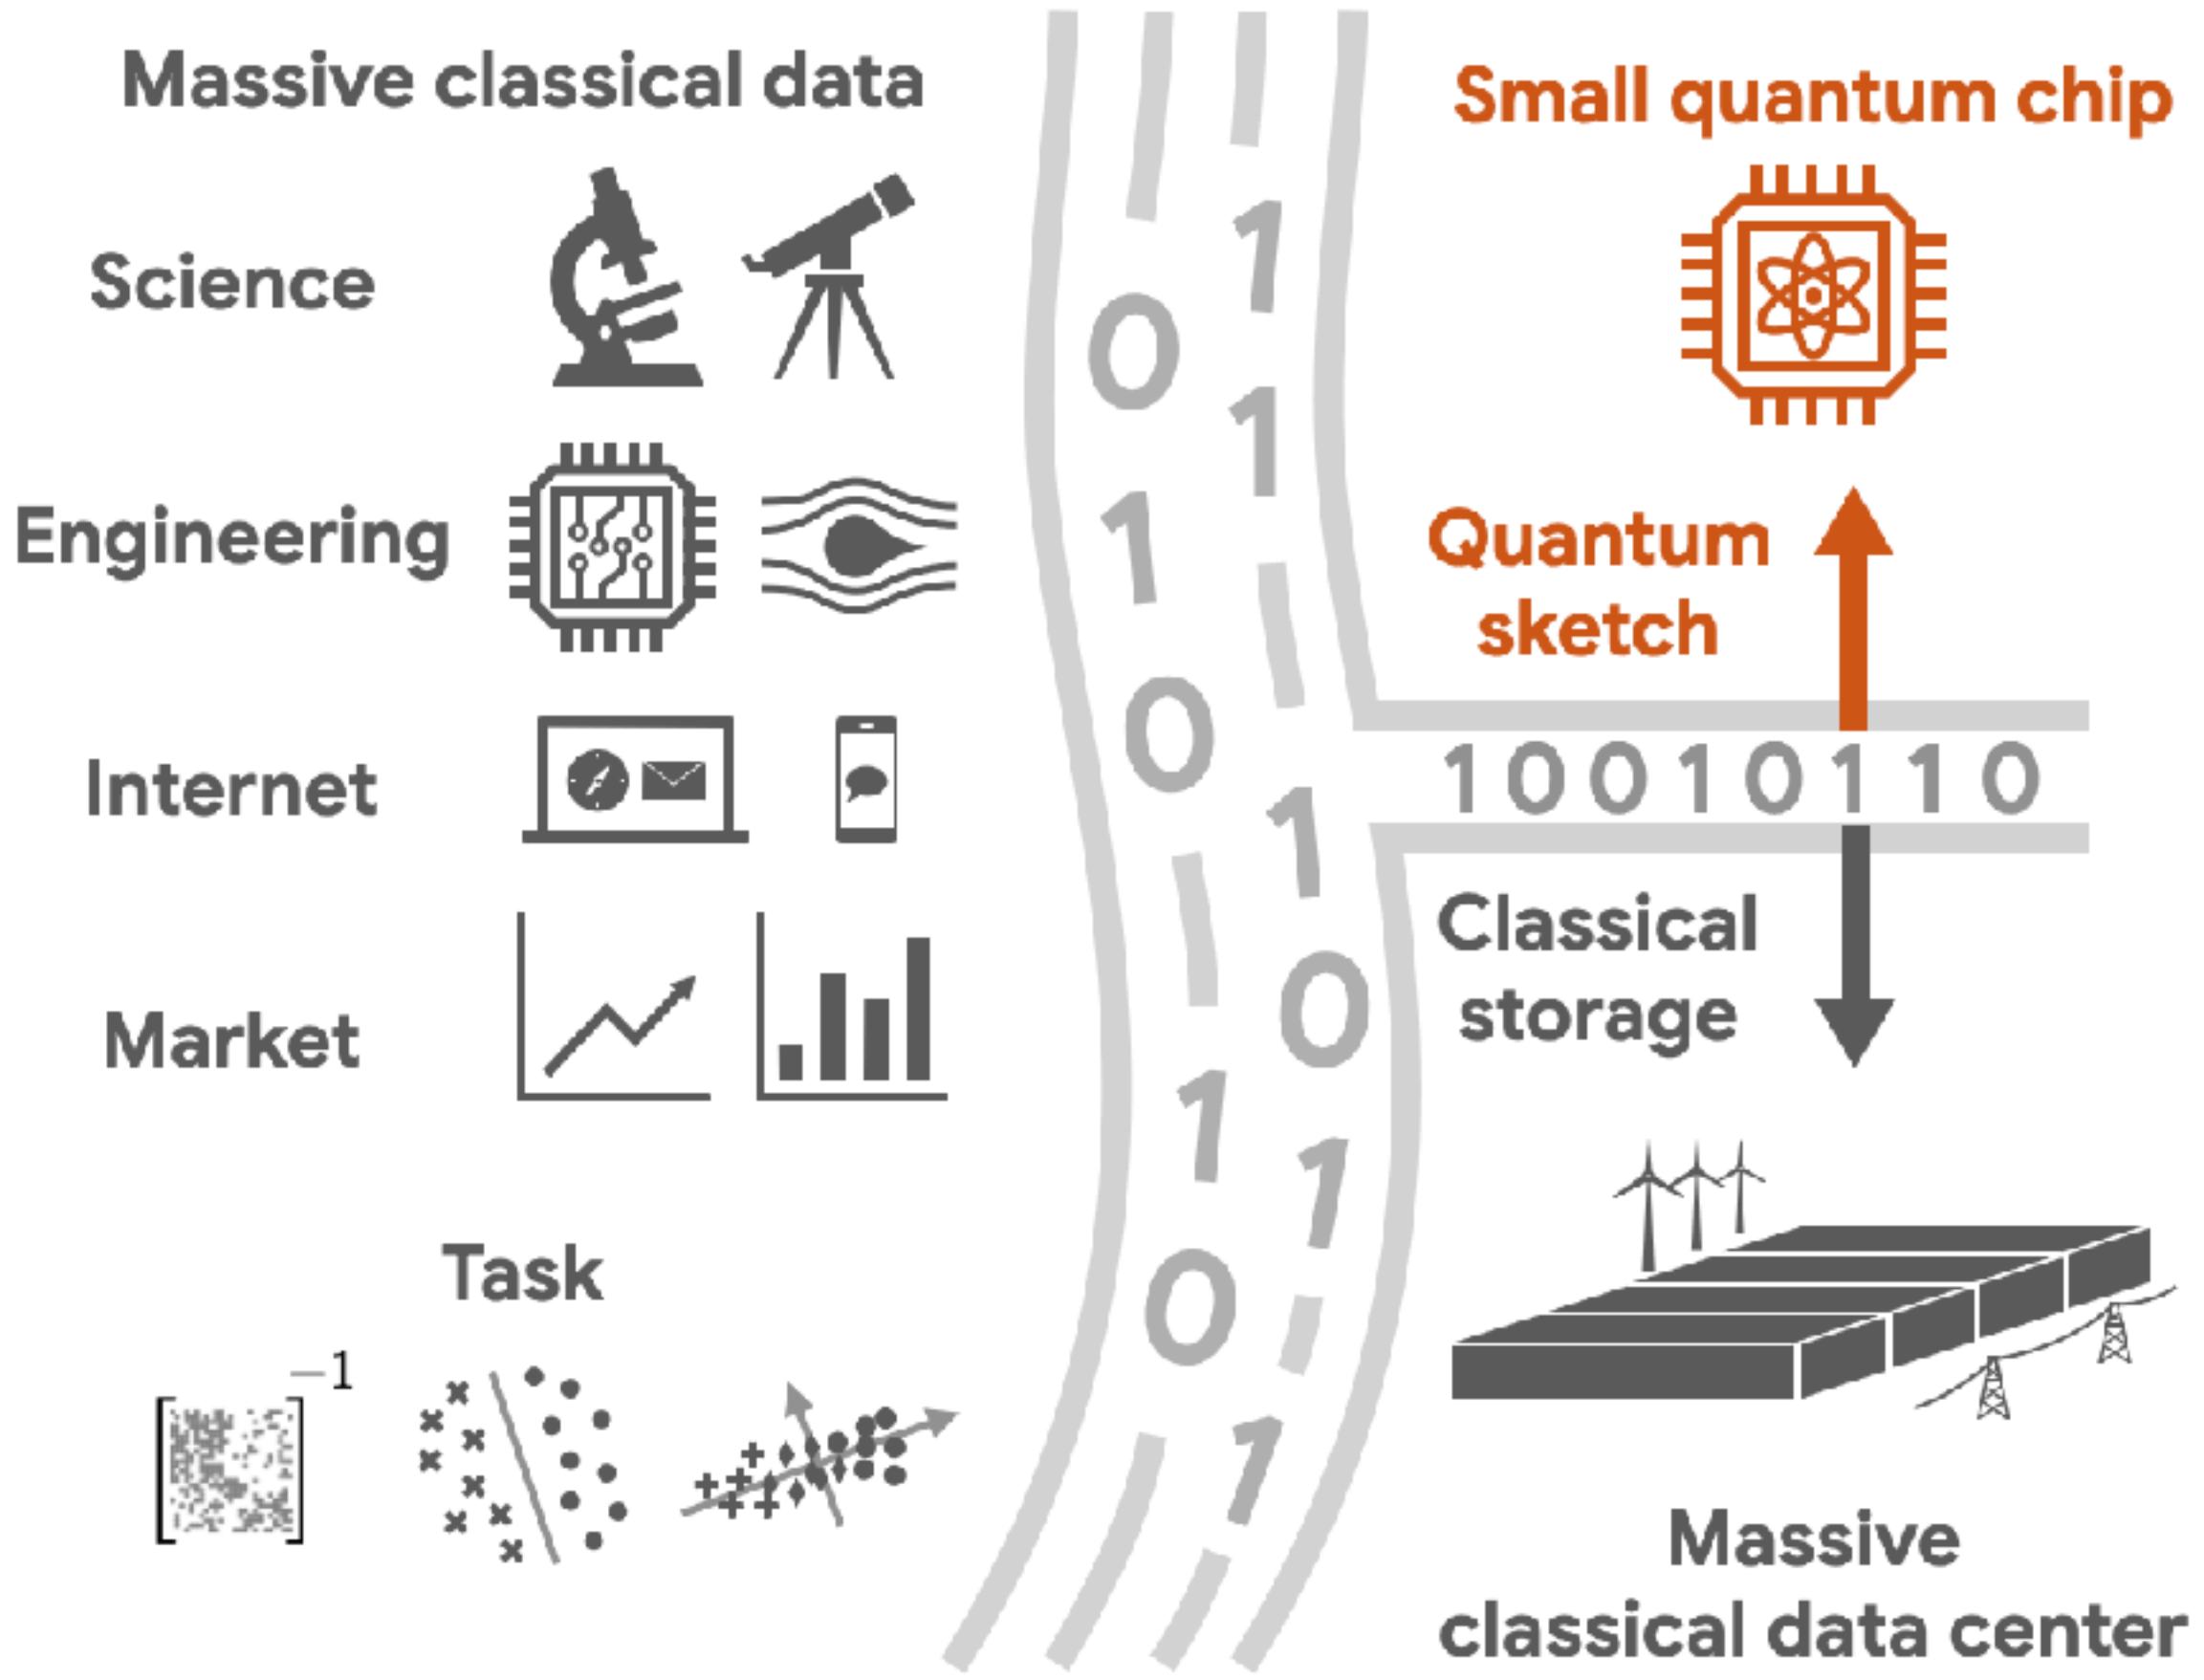 Massive classical data
Science
Engineering
Internet
Market
Task
−1
1
0
1
1
0
1
0
1
1
0
1
Small quantum chip
Quantum
sketch
1 0 0 1 0 1 1 0
Classical
storage
Massive
classical data center